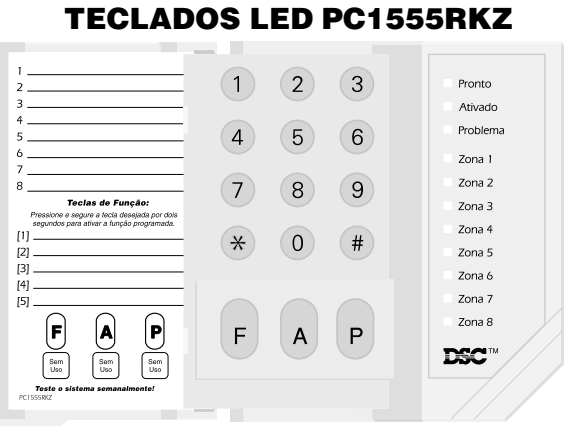 TECLADOS LED PC1555RKZ
1
2
3
4
5
6
7
8
Teclas de Função:
Pressione e segure a tecla desejada por dois
segundos para ativar a função programada.
[1]
[2]
[3]
[4]
[5]
F A P
Sem Uso
Sem Uso
Sem Uso
Teste o sistema semanalmente!
PC1555RKZ
1 2 3
4 5 6
7 8 9
* 0 #
F A P
Pronto
Ativado
Problema
Zona 1
Zona 2
Zona 3
Zona 4
Zona 5
Zona 6
Zona 7
Zona 8
DSC™